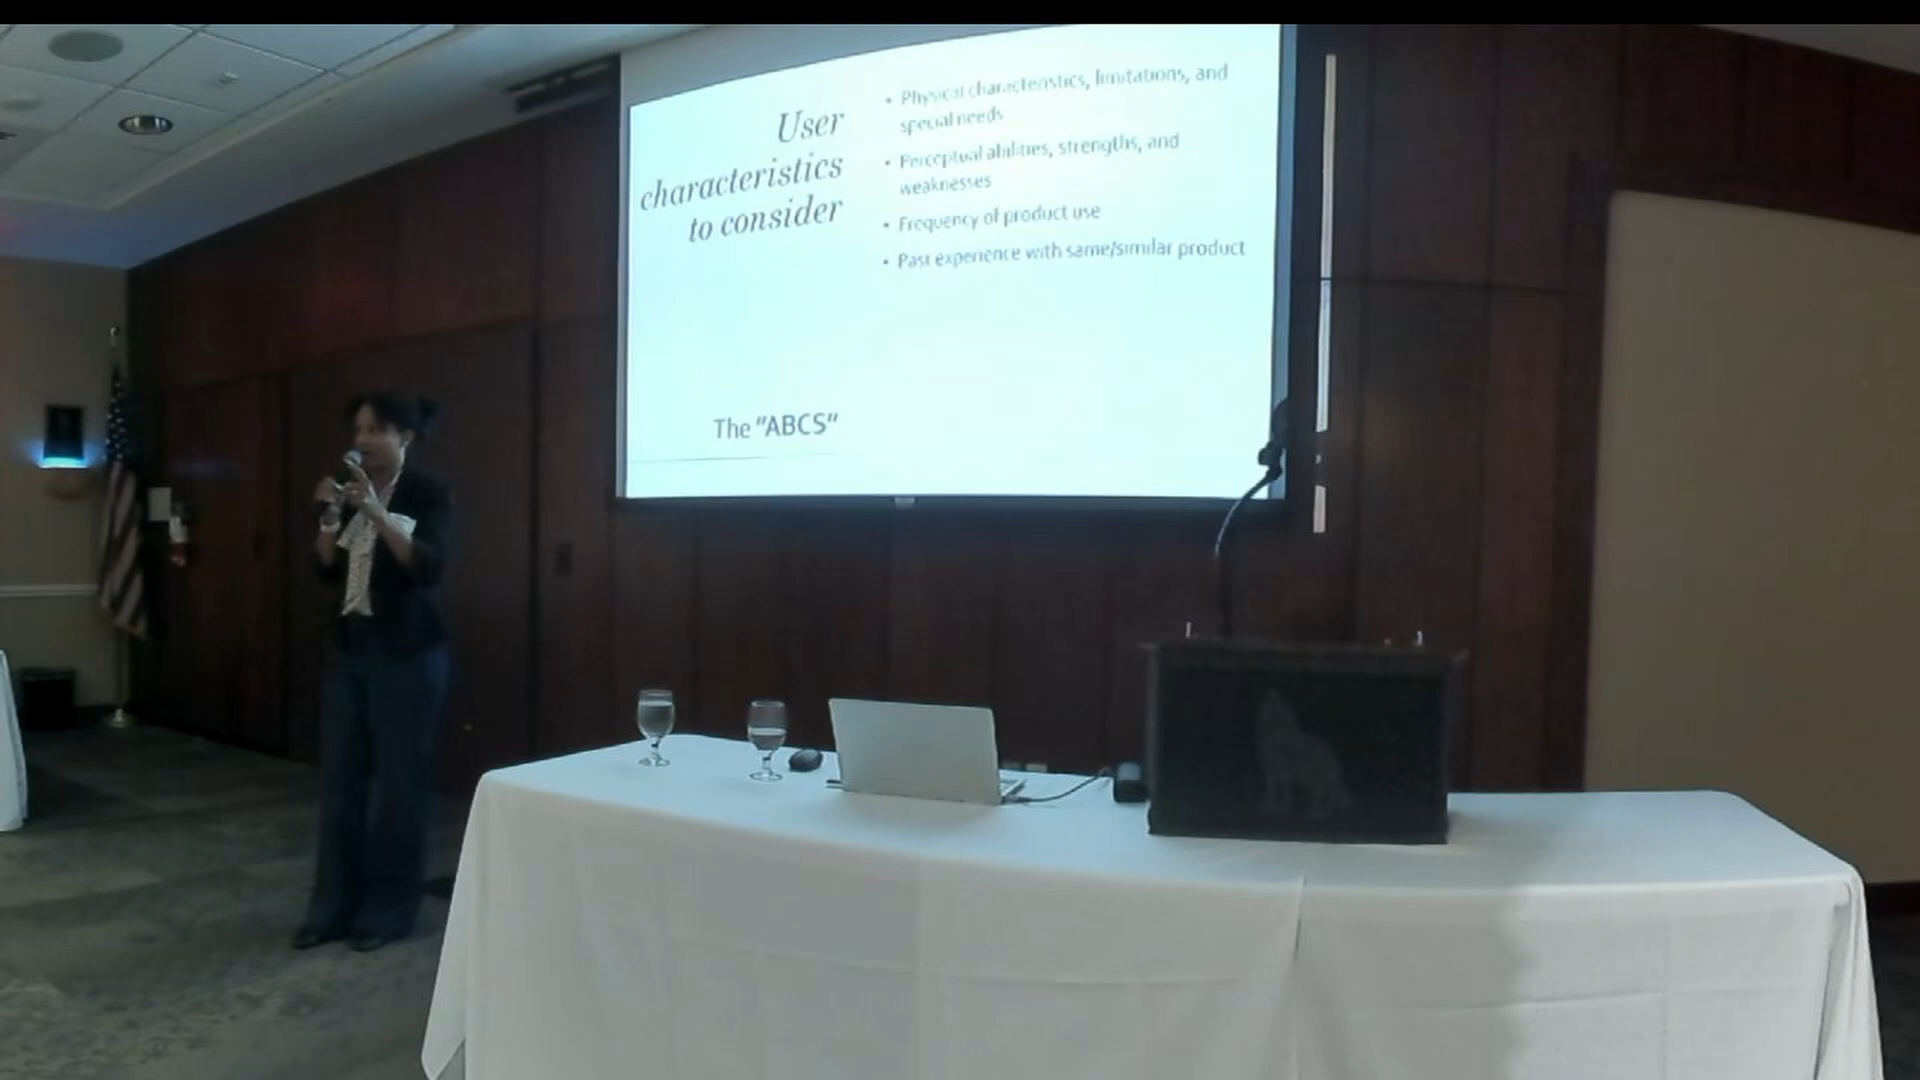 User
characteristics
to consider
The "ABCS"
• Physical characteristics, limitations, and
special needs
• Perceptual abilities, strengths, and
weaknesses
• Frequency of product use
• Past experience with same/similar product